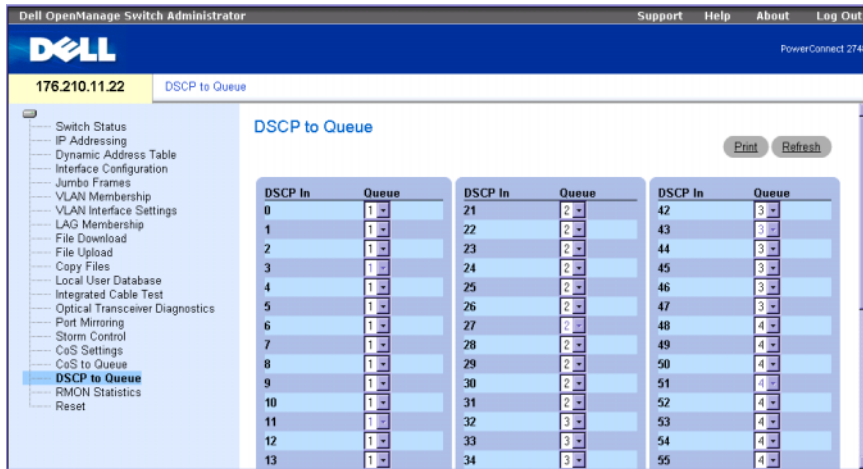 Dell OpenManage Switch Administrator Support Help About Log Out
DELL PowerConnect 274
176.210.11.22 DSCP to Queue
Switch Status
IP Addressing
Dynamic Address Table
Interface Configuration
Jumbo Frames
VLAN Membership
VLAN Interface Settings
LAG Membership
File Download
File Upload
Copy Files
Local User Database
Integrated Cable Test
Optical Transceiver Diagnostics
Port Mirroring
Storm Control
CoS Settings
CoS to Queue
DSCP to Queue
RMON Statistics
Reset
DSCP to Queue
Print Refresh
DSCP In Queue DSCP In Queue DSCP In Queue
0 1 21 2 42 3
1 1 22 2 43 3
2 1 23 2 44 3
3 1 24 2 45 3
4 1 25 2 46 3
5 1 26 2 47 3
6 1 27 2 48 4
7 1 28 2 49 4
8 1 29 2 50 4
9 1 30 2 51 4
10 1 31 2 52 4
11 1 32 3 53 4
12 1 33 3 54 4
13 1 34 3 55 4